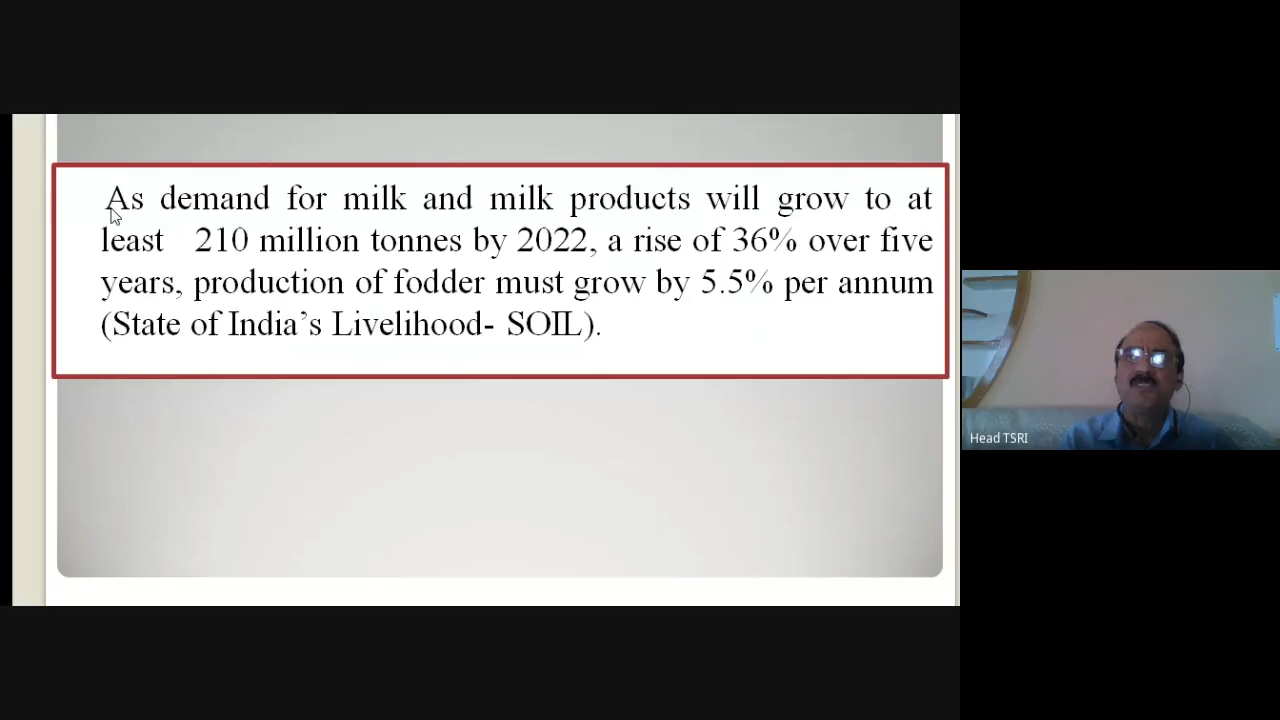 As demand for milk and milk products will grow to at
least 210 million tonnes by 2022, a rise of 36% over five
years, production of fodder must grow by 5.5% per annum
(State of India’s Livelihood- SOIL).
Head TSRI